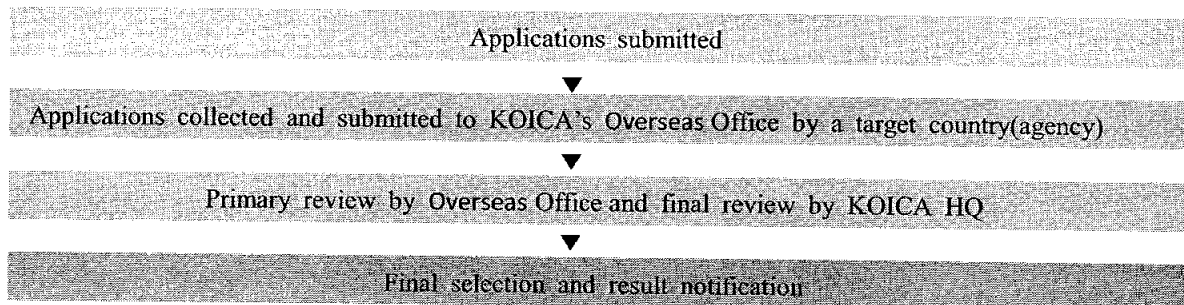 Applications submitted
Applications collected and submitted to KOICA's Overseas Office by a target country(agency)
Primary review by Overseas Office and final review by KOICA HQ
Final selection and result notification